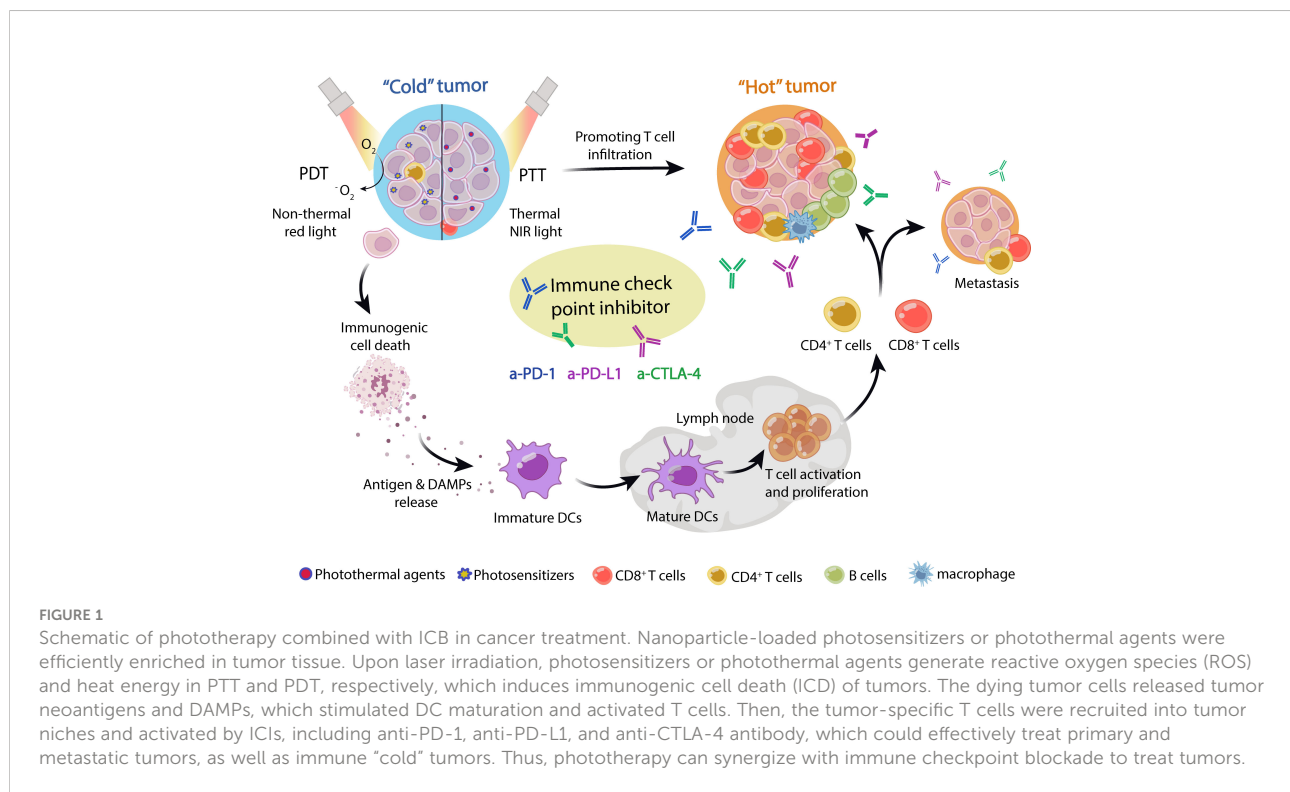 “Cold” tumor
“Hot” tumor
O2
PDT
-O2
Non-thermal
red light
PTT
Thermal
NIR light
Promoting T cell
infiltration
Immune check
point inhibitor
a-PD-1 a-PD-L1 a-CTLA-4
Metastasis
CD4+ T cells
CD8+ T cells
Immunogenic
cell death
Antigen & DAMPs
release
Immature DCs
Lymph node
Mature DCs
T cell activation
and proliferation
Photothermal agents Photosensitizers CD8+ T cells CD4+ T cells B cells macrophage
FIGURE 1
Schematic of phototherapy combined with ICB in cancer treatment. Nanoparticle-loaded photosensitizers or photothermal agents were
efficiently enriched in tumor tissue. Upon laser irradiation, photosensitizers or photothermal agents generate reactive oxygen species (ROS)
and heat energy in PTT and PDT, respectively, which induces immunogenic cell death (ICD) of tumors. The dying tumor cells released tumor
neoantigens and DAMPs, which stimulated DC maturation and activated T cells. Then, the tumor-specific T cells were recruited into tumor
niches and activated by ICIs, including anti-PD-1, anti-PD-L1, and anti-CTLA-4 antibody, which could effectively treat primary and
metastatic tumors, as well as immune “cold” tumors. Thus, phototherapy can synergize with immune checkpoint blockade to treat tumors.